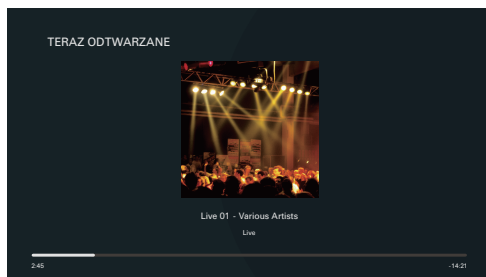 TERAZ ODTWARZANE
Live 01 - Various Artists
Live
2:45
-14:21